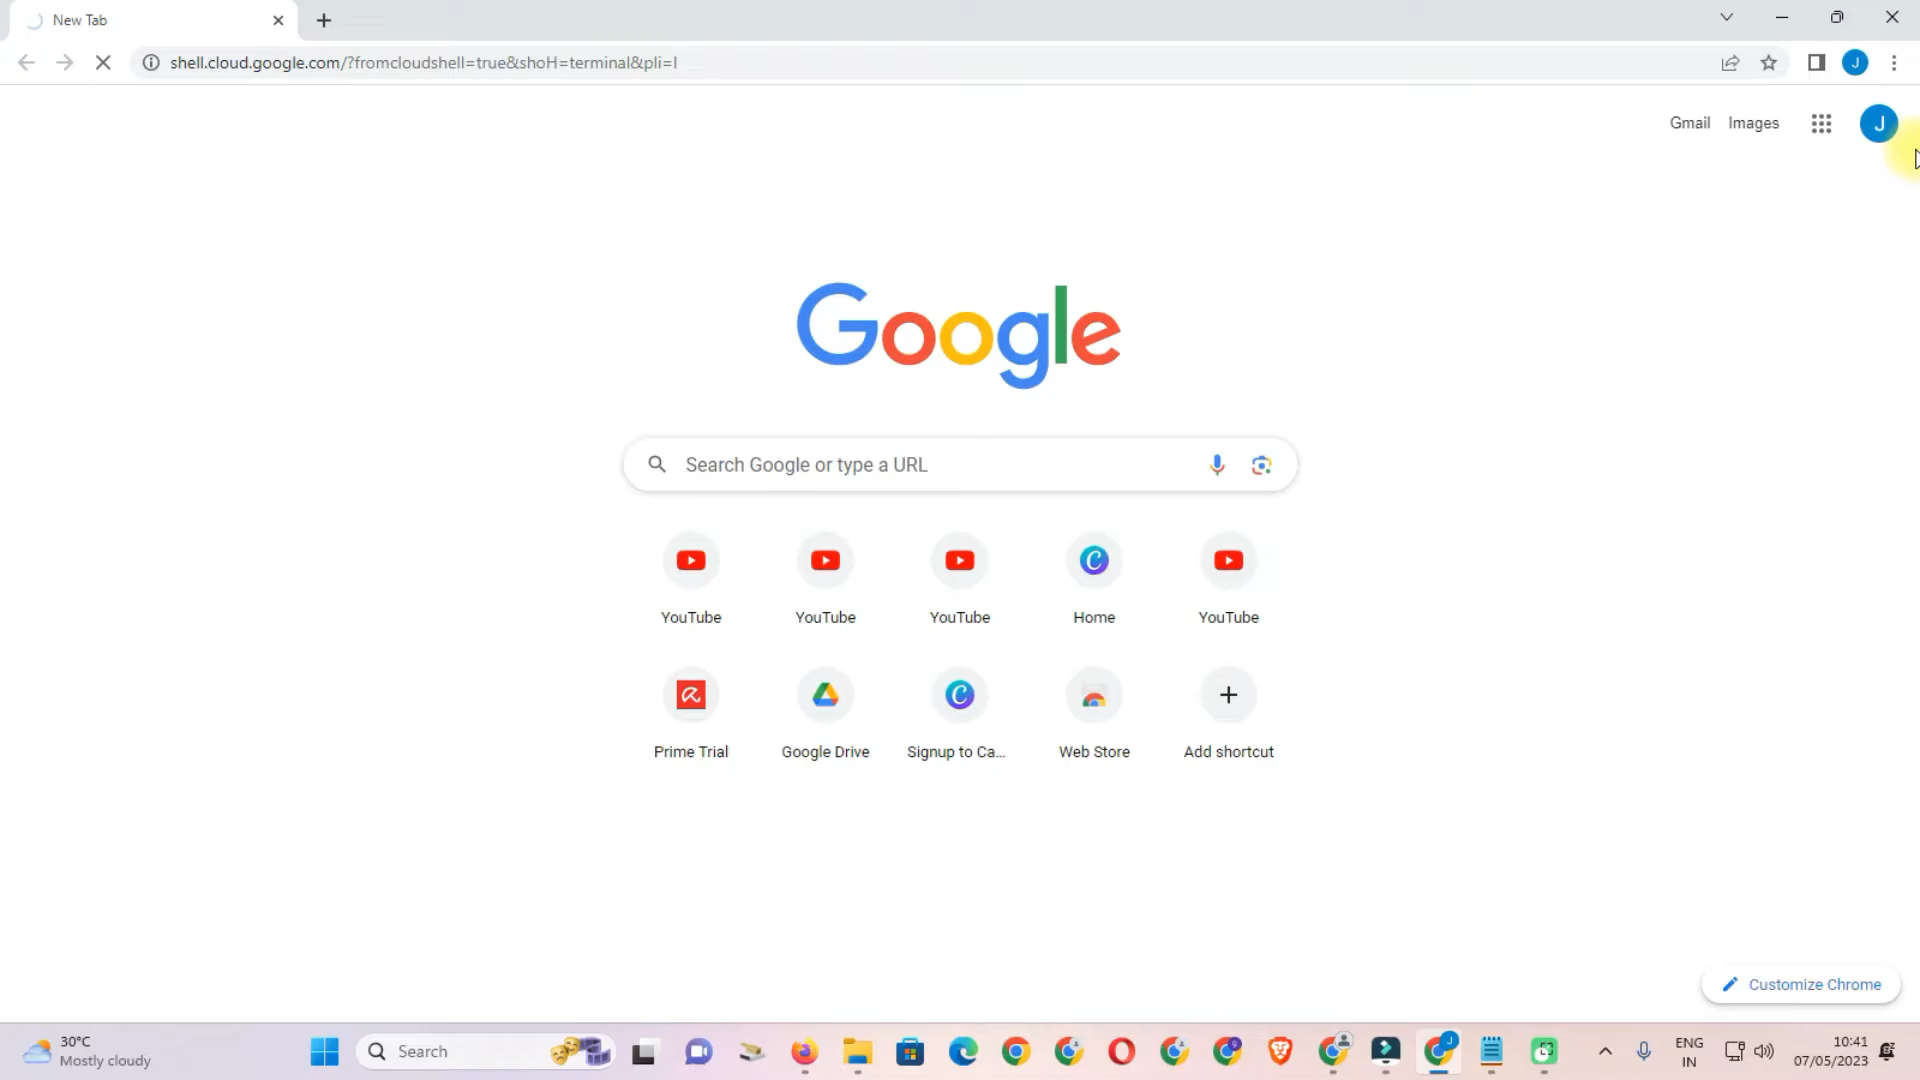 New Tab
shell.cloud.google.com/?fromcloudshell=true&shoH=terminal&pli=l
J
Gmail Images
J
Google
Search Google or type a URL
YouTube YouTube YouTube Home YouTube
Prime Trial Google Drive Signup to Ca... Web Store Add shortcut
Customize Chrome
30°C
Mostly cloudy
Search
J
ENG
IN
10:41
07/05/2023